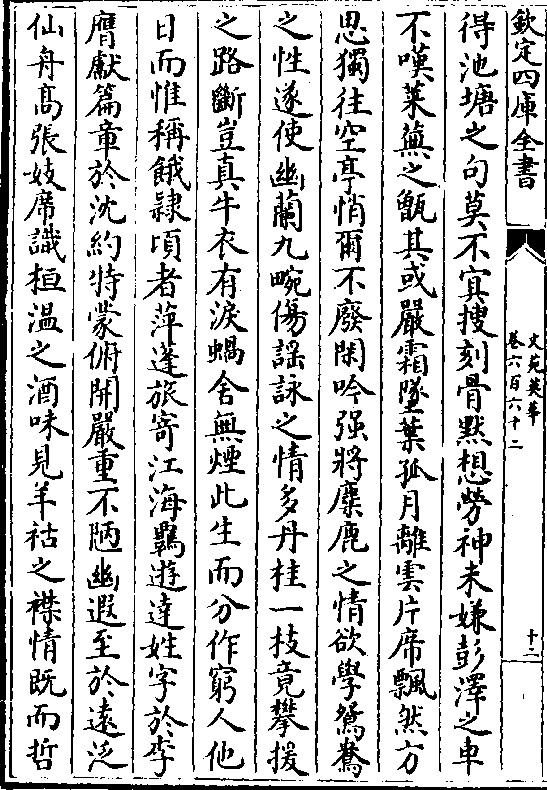 欽定四庫全書
文苑英華
卷六百六十二
十二
得池塘之句莫不㝠搜刻骨黙想勞神未嫌彭澤之車
不嘆萊蕪之甑其或嚴霜墜葉孤月離雲片席飄然方
思獨往空亭悄爾不廢閑吟强將麋鹿之情欲學鴛鴦
之性遂使幽蘭九畹傷謡詠之情多丹桂一枝竟攀援
之路斷豈真牛衣有淚蝸舎無煙此生而分作窮人他
日而惟稱餓隷頃者萍蓬旅寄江海羈遊逹姓字於李
膺獻篇章於沈約特蒙俯開嚴重不陋幽遐至於逺泛
仙舟髙張妓席識桓温之酒味見羊祜之襟情既而哲